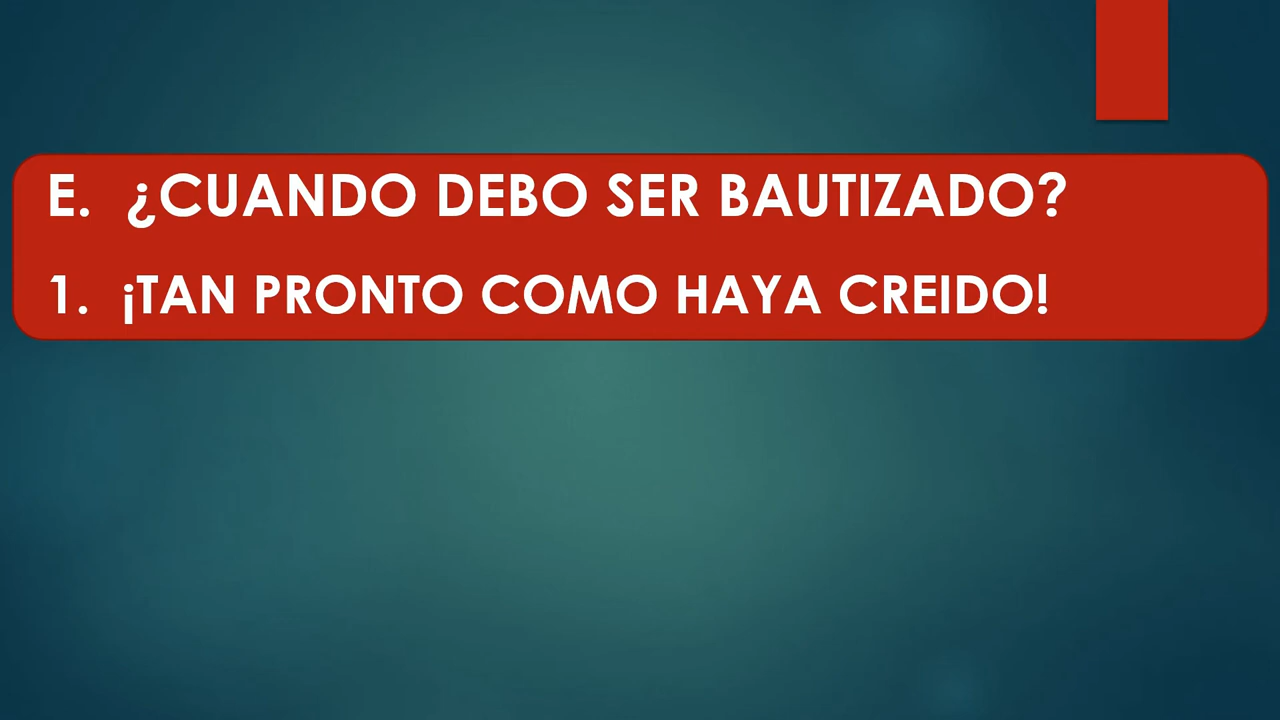 E. ¿CUANDO DEBO SER BAUTIZADO?
1. ¡TAN PRONTO COMO HAYA CREIDO!